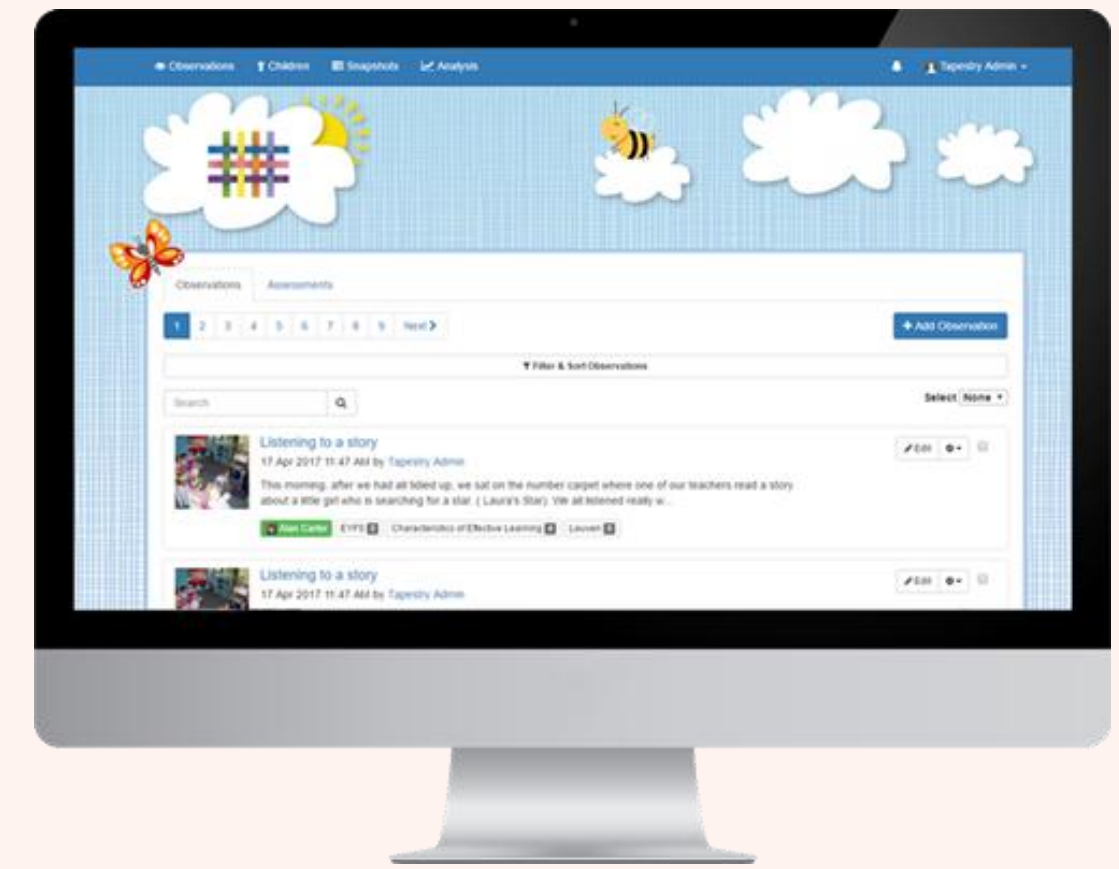 Observations Children Snapshots Analysis Tapestry Admin
Observations Assessments
1 2 3 4 5 6 7 8 9 Next
Add Observation
Filter & Sort Observations
Search
Select None
Listening to a story
17 Apr 2017 11:47 AM by Tapestry Admin
Edit
This morning, after we had all tidied up, we sat on the number carpet where one of our teachers read a story
about a little girl who is searching for a star. ( Laura's Star). We all listened really w...
Alan Carter EYFS Characteristics of Effective Learning Leuven
Listening to a story
17 Apr 2017 11:47 AM by Tapestry Admin
Edit